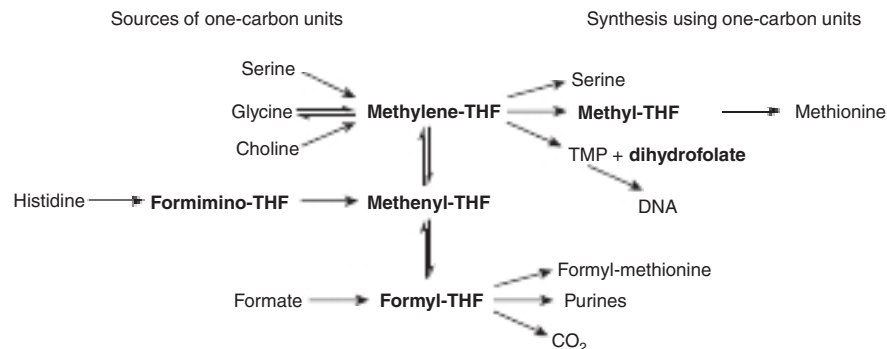 Sources of one-carbon units
Synthesis using one-carbon units
Serine
Serine
Glycine
Methylene-THF
Methyl-THF
Methionine
Choline
TMP + dihydrofolate
DNA
Histidine
Formimino-THF
Methenyl-THF
Formyl-methionine
Formate
Formyl-THF
Purines
CO₂